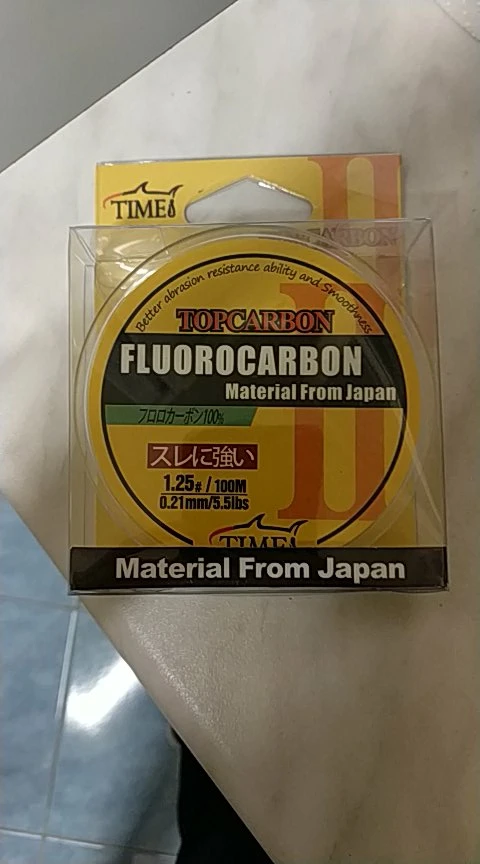 TIME
CARBON
Better abrasion resistance ability and Smoothness
TOPCARBON
FLUOROCARBON
Material From Japan
フロロカーボン100%
スレに強い
1.25# / 100M
0.21mm/5.5lbs
TIME
Material From Japan